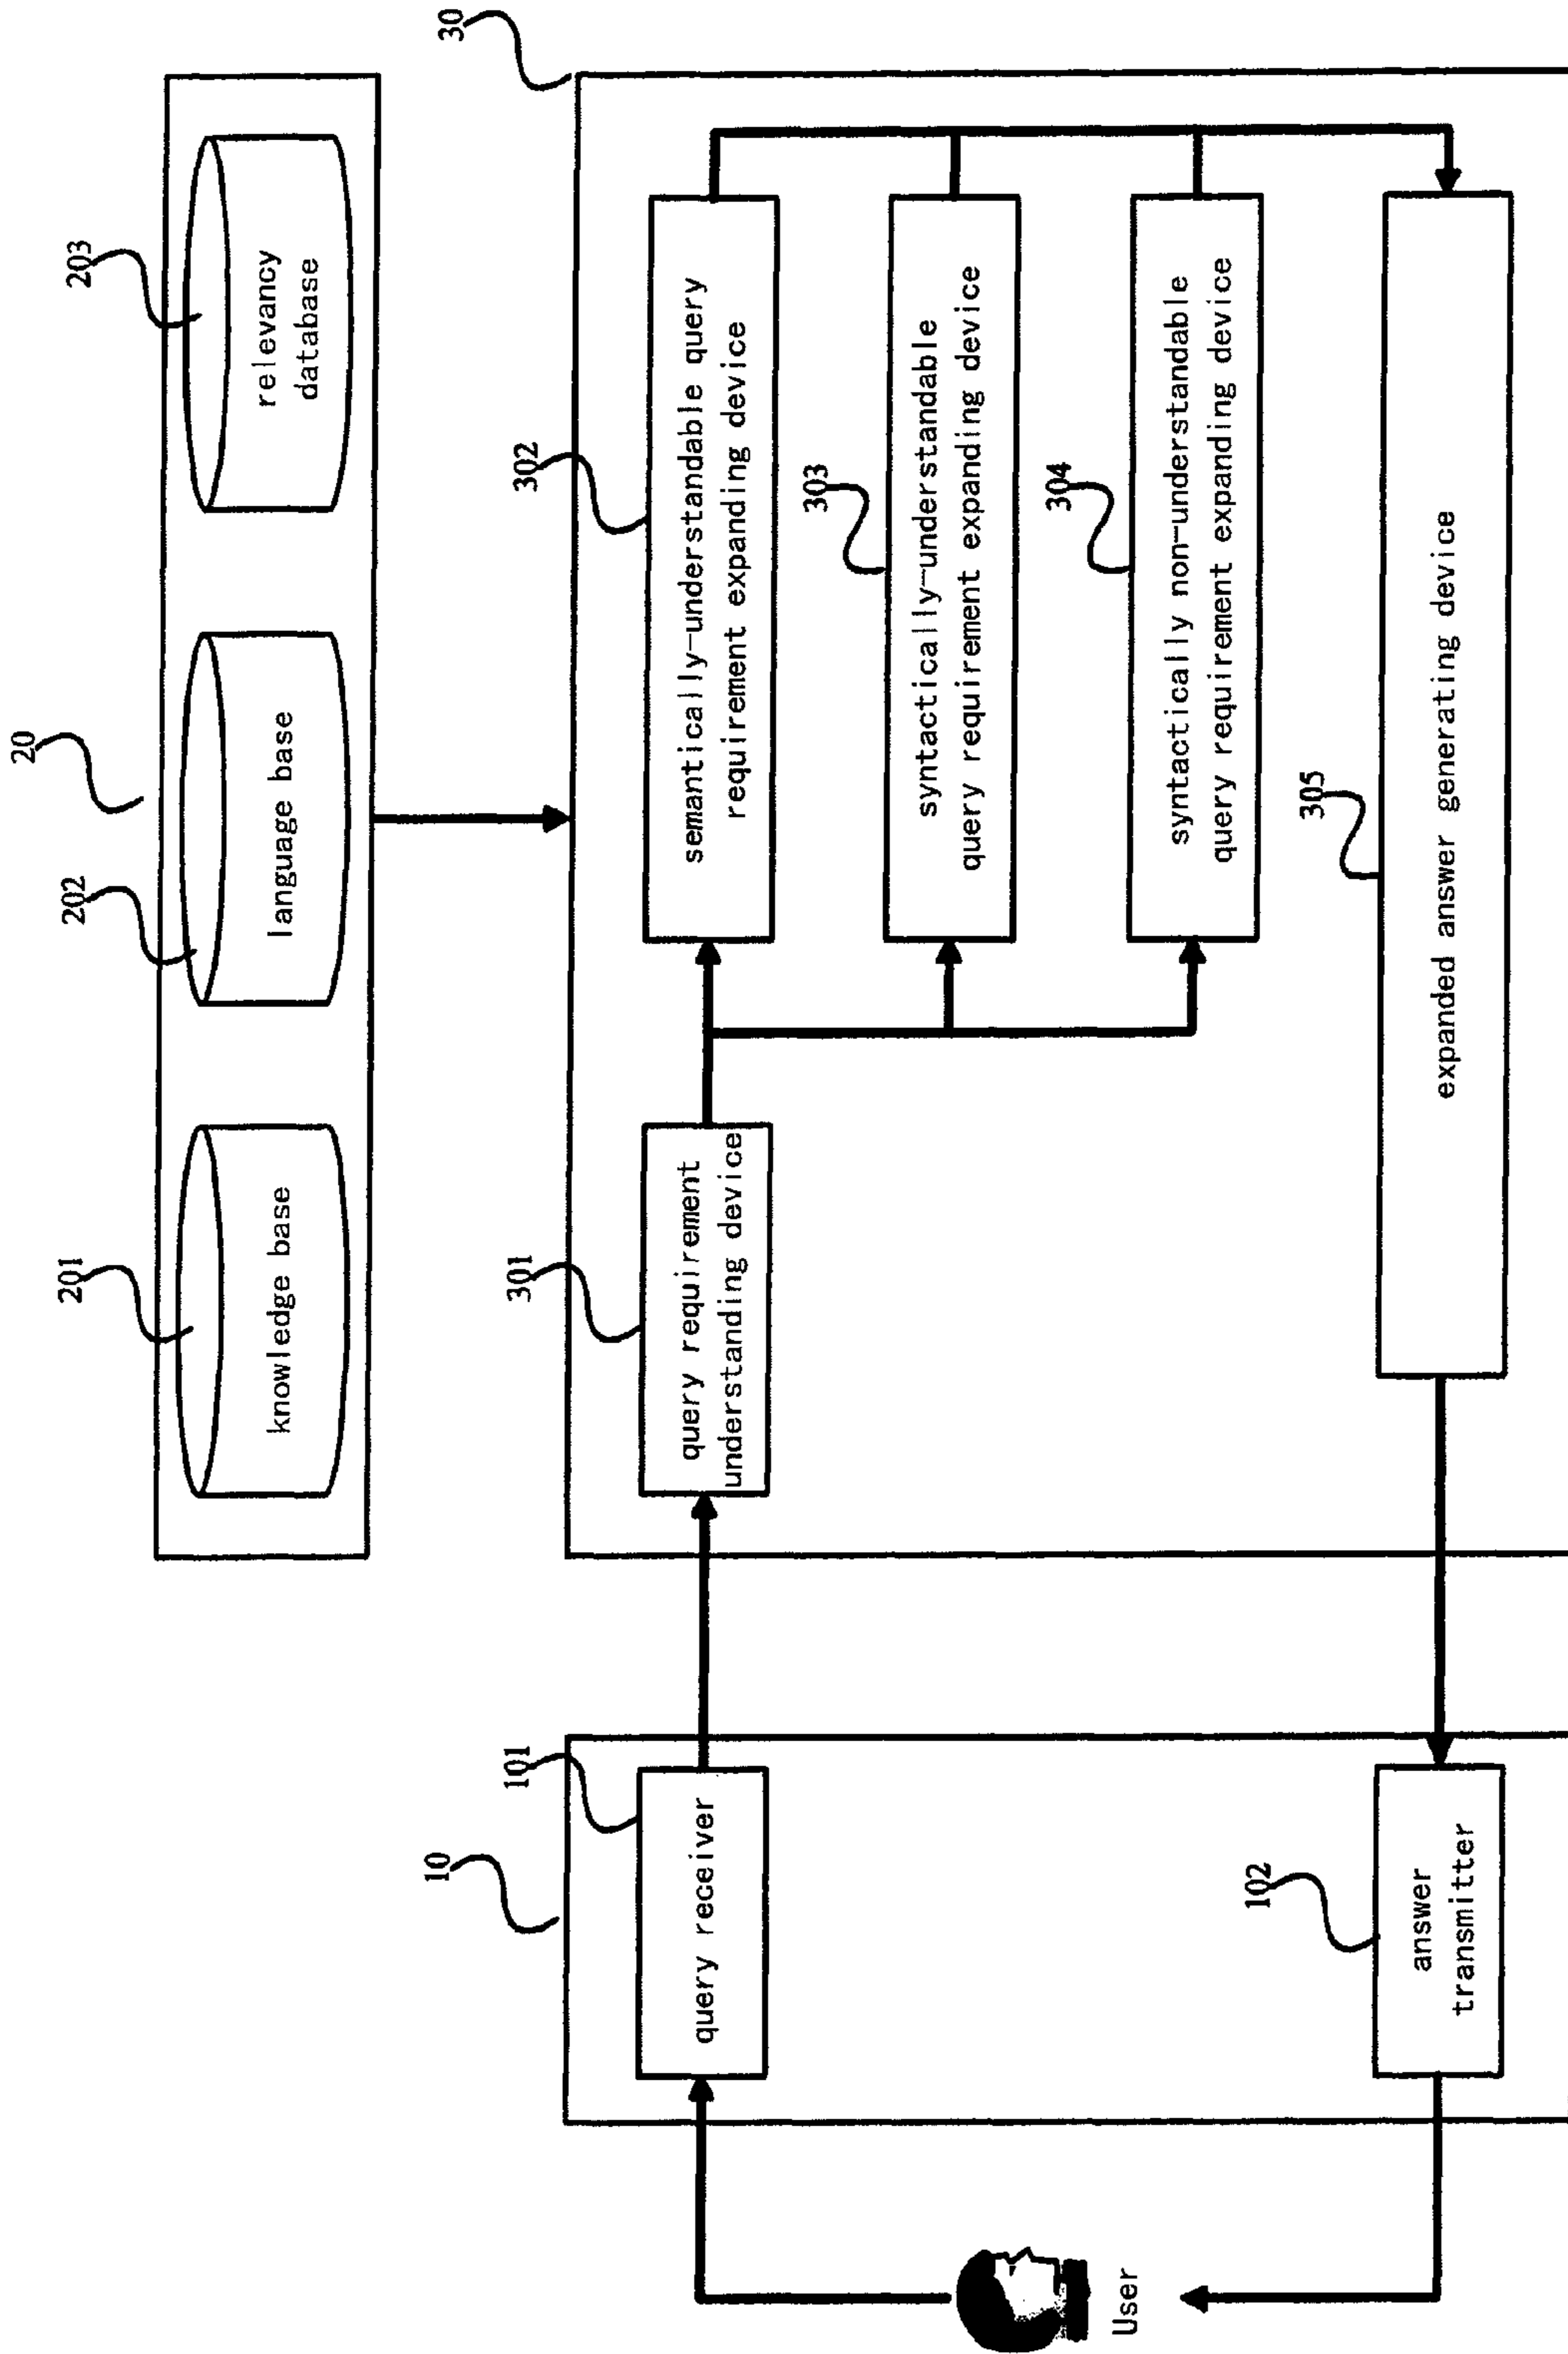 20
201
202
203
knowledge base
language base
relevancy
database
10
30
101
query receiver
301
query requirement
understanding device
302
semantically-understandable query
requirement expanding device
303
syntactically-understandable
query requirement expanding device
304
syntactically non-understandable
query requirement expanding device
305
expanded answer generating device
102
answer
transmitter
User